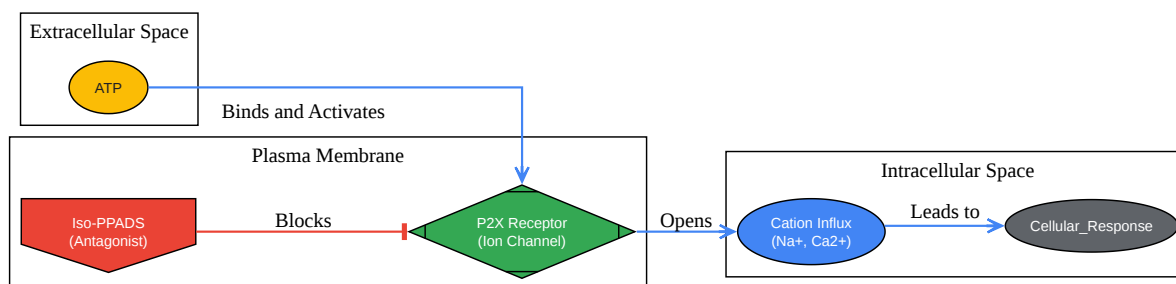 Extracellular Space
ATP
Binds and Activates
Plasma Membrane
Iso-PPADS
(Antagonist)
Blocks
P2X Receptor
(Ion Channel)
Opens
Intracellular Space
Cation Influx
(Na+, Ca2+)
Leads to
Cellular_Response